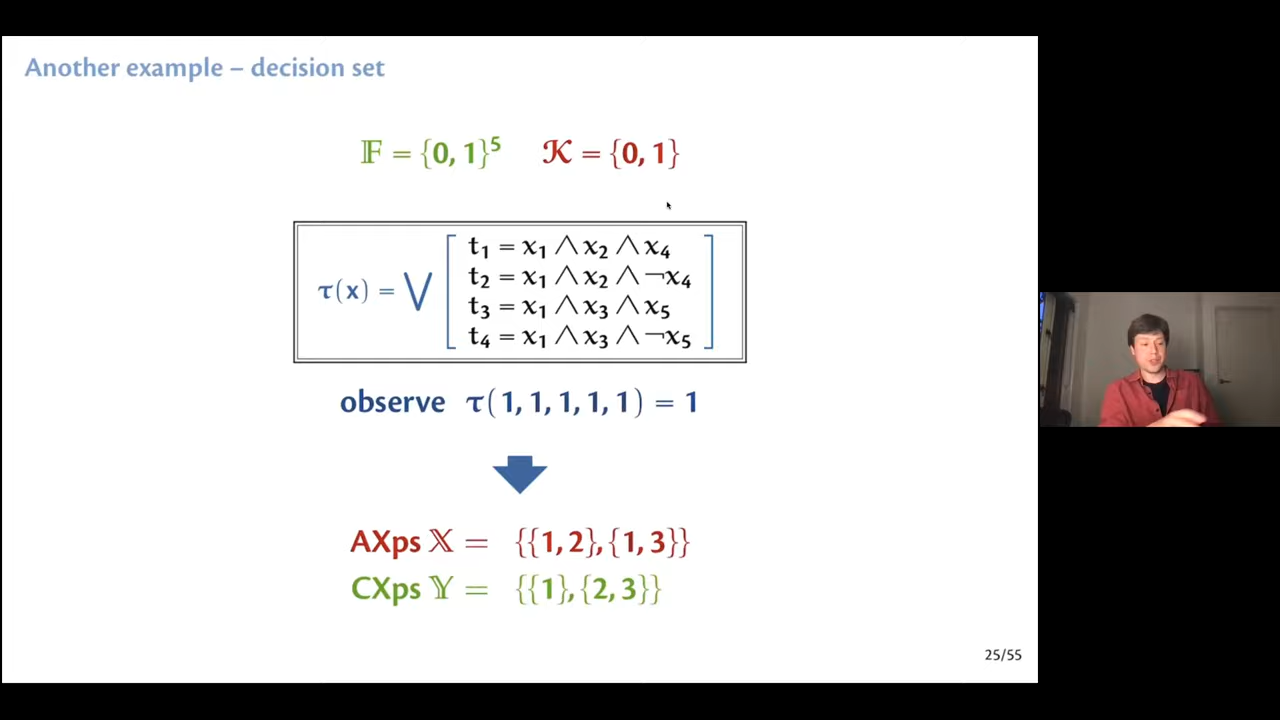 Another example – decision set
𝔽 = {0, 1}⁵ 𝒦 = {0, 1}
t₁ = x₁ ∧ x₂ ∧ x₄
t₂ = x₁ ∧ x₂ ∧ ¬x₄
τ(x) = ⋁
t₃ = x₁ ∧ x₃ ∧ x₅
t₄ = x₁ ∧ x₃ ∧ ¬x₅
observe τ(1, 1, 1, 1, 1) = 1
AXps 𝕏 = {{1, 2}, {1, 3}}
CXps 𝕐 = {{1}, {2, 3}}
25/55